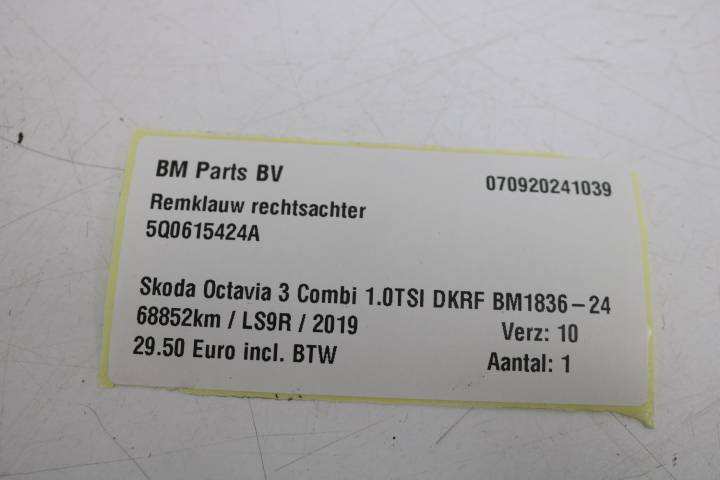 BM Parts BV 070920241039
Remklauw rechtsachter
5Q0615424A
Skoda Octavia 3 Combi 1.0TSI DKRF BM1836-24
68852km / LS9R / 2019 Verz: 10
29.50 Euro incl. BTW Aantal: 1